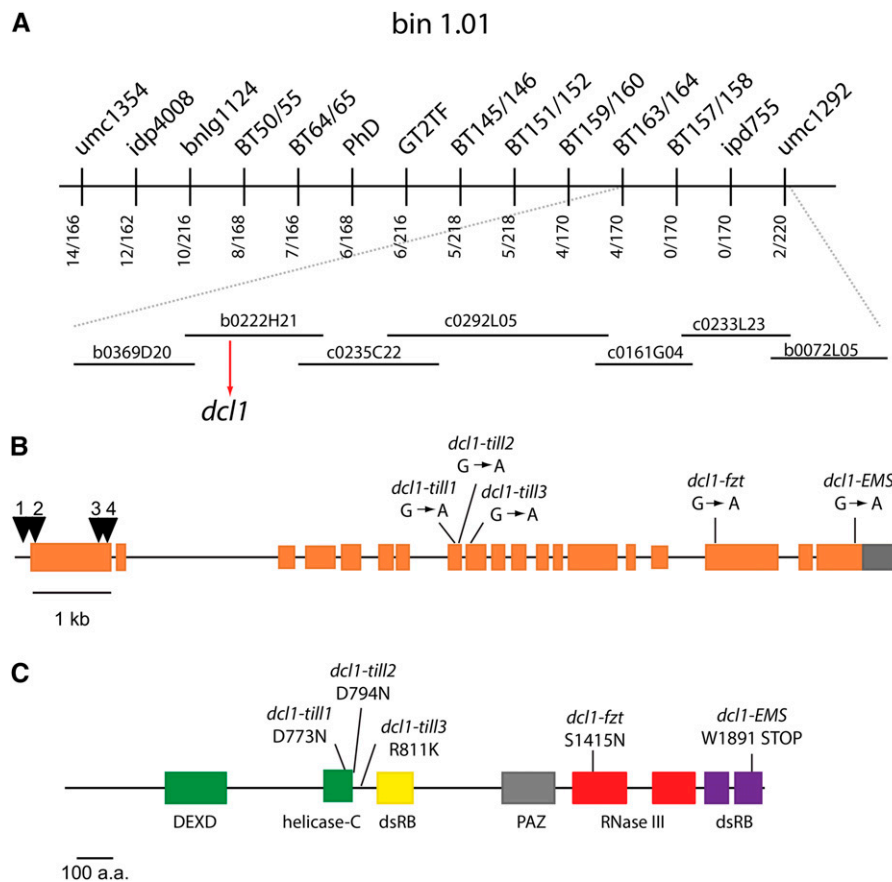 A
bin 1.01
umc1354 idp4008 bnlg1124 BT50/55 BT64/65 PhD GT2TF BT145/146 BT151/152 BT159/160 BT163/164 BT157/158 ipd755 umc1292
14/166 12/162 10/216 8/168 7/166 6/168 6/216 5/218 5/218 4/170 4/170 0/170 0/170 2/220
b0222H21 c0292L05 c0233L23
b0369D20 c0235C22 c0161G04 b0072L05
dcl1
B
dcl1-till2
G → A
dcl1-till1
G → A
dcl1-till3
G → A
dcl1-fzt
G → A
dcl1-EMS
G → A
1 2 3 4
1 kb
C
dcl1-till2
D794N
dcl1-till1
D773N
dcl1-till3
R811K
dcl1-fzt
S1415N
dcl1-EMS
W1891 STOP
DEXD helicase-C dsRB PAZ RNase III dsRB
100 a.a.